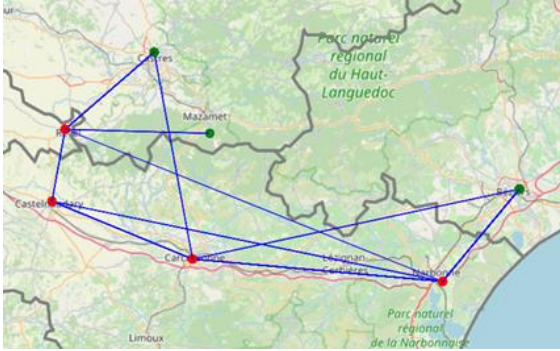 Parc naturel
régional
du Haut-
Languedoc
Castres
Mazamet
Castelnaudary
Carcassonne
Lézignan-
Corbières
Narbonne
Limoux
Parc naturel
régional
de la Narbonnaise